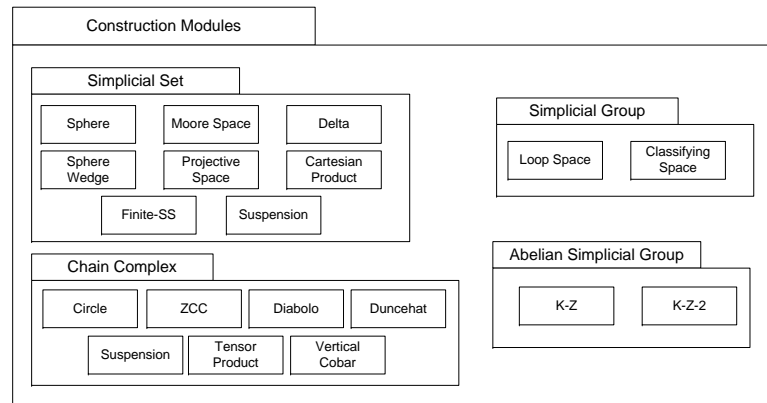 Construction Modules
Simplicial Set
Sphere
Moore Space
Delta
Sphere
Wedge
Projective
Space
Cartesian
Product
Finite-SS
Suspension
Chain Complex
Circle
ZCC
Diabolo
Duncehat
Suspension
Tensor
Product
Vertical
Cobar
Simplicial Group
Loop Space
Classifying
Space
Abelian Simplicial Group
K-Z
K-Z-2